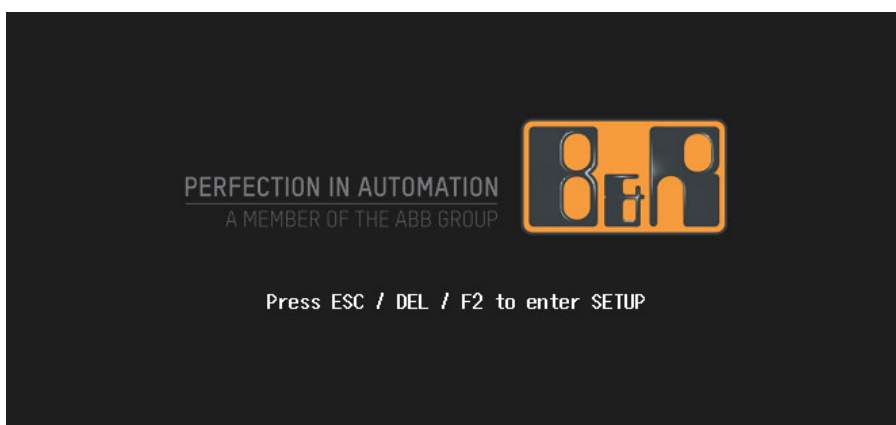 PERFECTION IN AUTOMATION
A MEMBER OF THE ABB GROUP
B&R
Press ESC / DEL / F2 to enter SETUP